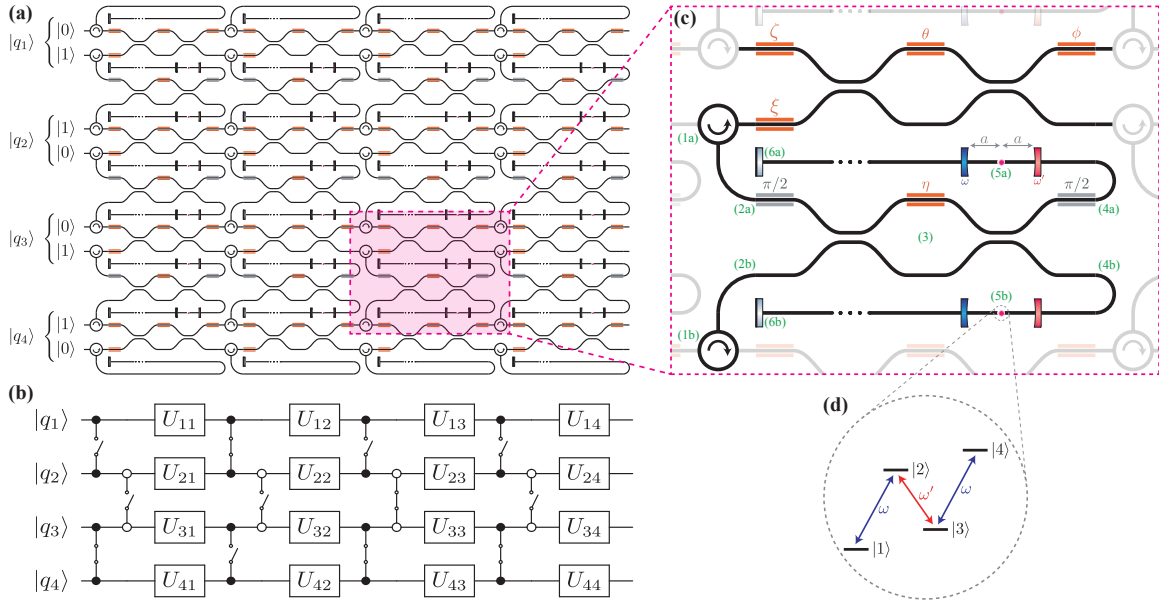 (a)
|q₁⟩ |0⟩
|1⟩
|q₂⟩ |1⟩
|0⟩
|q₃⟩ |0⟩
|1⟩
|q₄⟩ |1⟩
|0⟩
(b)
|q₁⟩ U₁₁ U₁₂ U₁₃ U₁₄
|q₂⟩ U₂₁ U₂₂ U₂₃ U₂₄
|q₃⟩ U₃₁ U₃₂ U₃₃ U₃₄
|q₄⟩ U₄₁ U₄₂ U₄₃ U₄₄
(c)
ζ θ ϕ
ξ
(1a)
a a
(6a) ω (5a) ω′
π/2 η π/2
(2a) (3) (4a)
(2b) (4b)
(5b)
(6b)
(1b)
(d)
|4⟩
|2⟩
ω ω′ ω
|3⟩
|1⟩